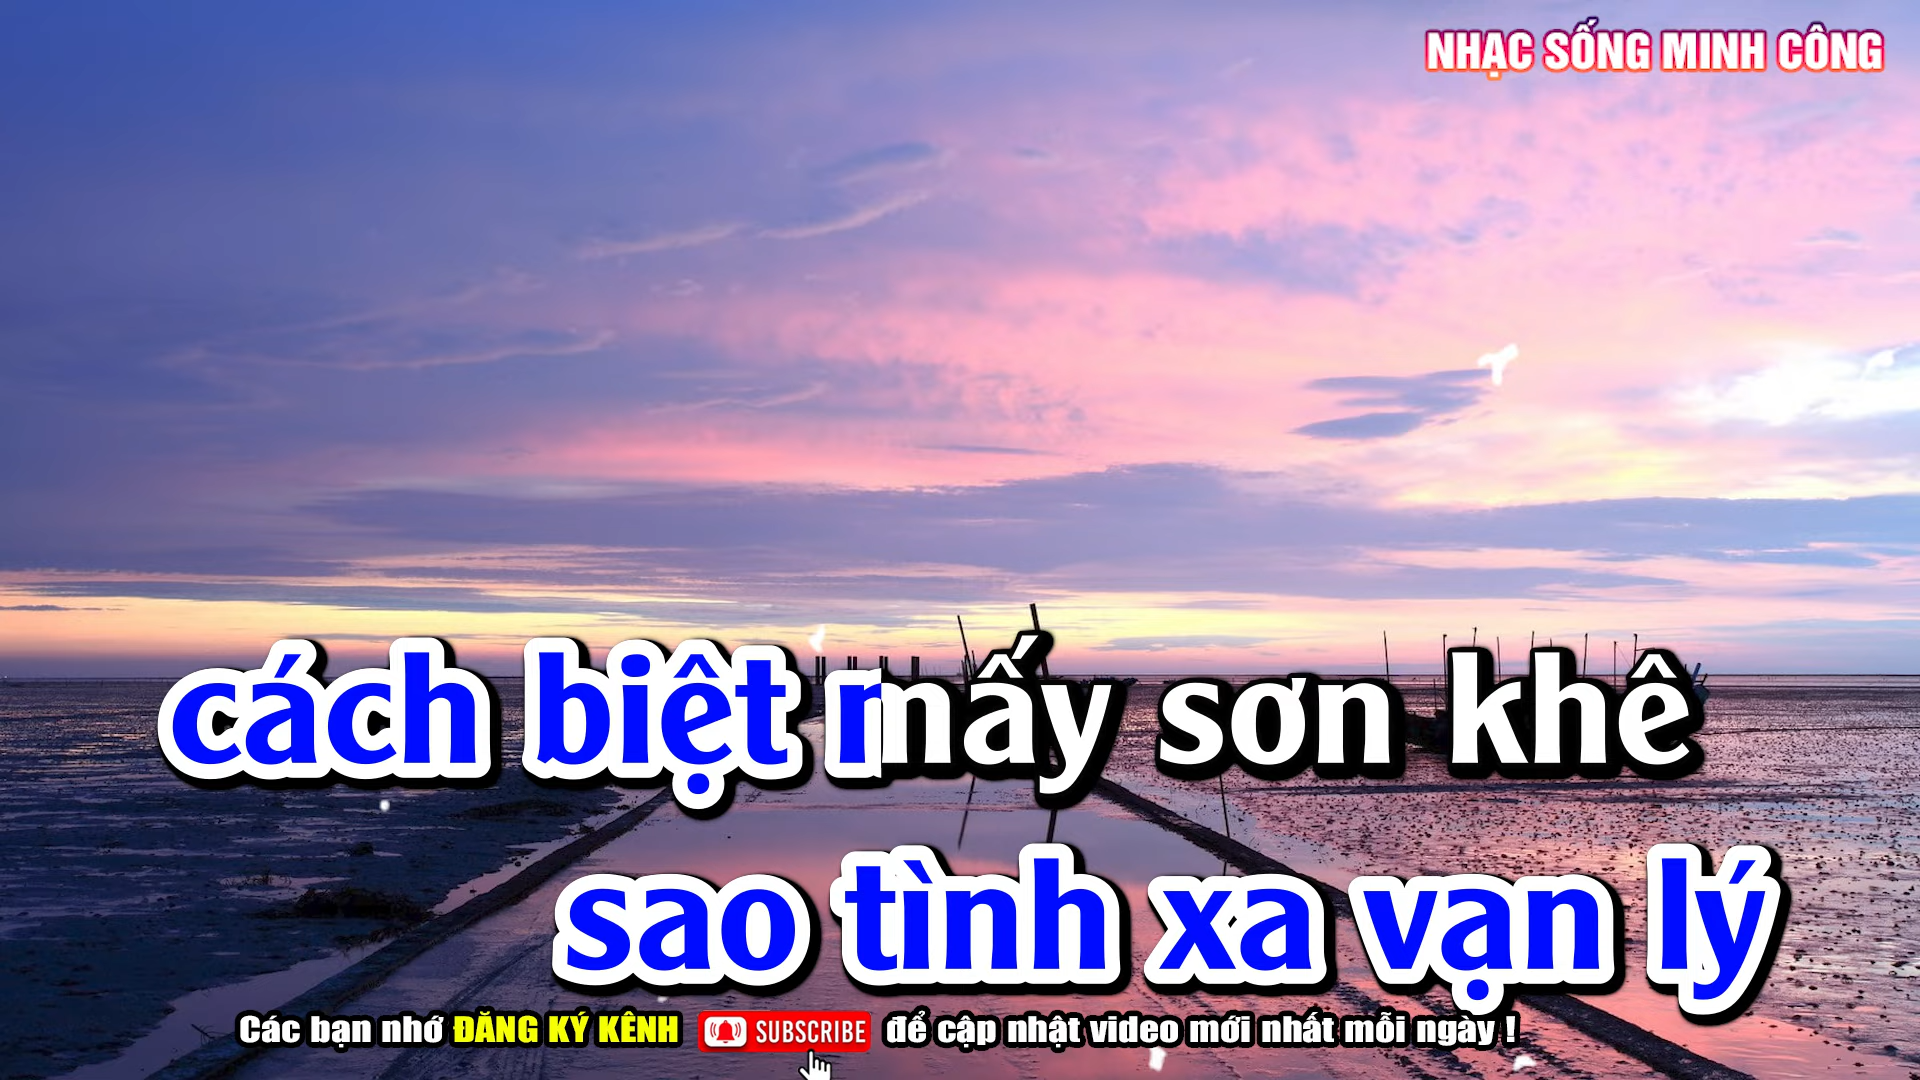 NHẠC SỐNG MINH CÔNG
cách biệt mấy sơn khê
sao tình xa vạn lý
Các bạn nhớ ĐĂNG KÝ KÊNH SUBSCRIBE để cập nhật video mới nhất mỗi ngày !